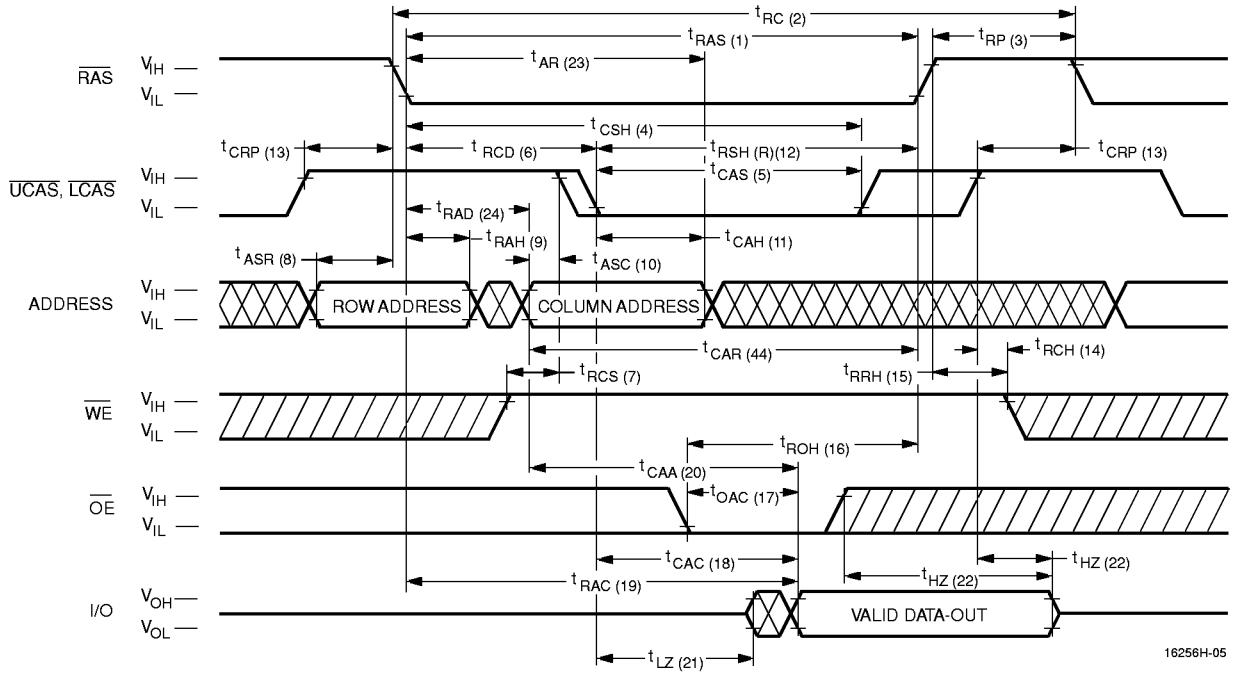 tRC (2)
tRAS (1)
tRP (3)
tAR (23)
RAS
VIH
VIL
tCSH (4)
tCRP (13)
tRCD (6)
tRSH (R)(12)
tCRP (13)
tCAS (5)
UCAS, LCAS
VIH
VIL
tRAD (24)
tRAH (9)
tCAH (11)
tASR (8)
tASC (10)
ADDRESS
VIH
VIL
ROW ADDRESS
COLUMN ADDRESS
tCAR (44)
tRCH (14)
tRCS (7)
tRRH (15)
WE
VIH
VIL
tROH (16)
tCAA (20)
tOAC (17)
OE
VIH
VIL
tCAC (18)
tHZ (22)
tRAC (19)
tHZ (22)
I/O
VOH
VOL
VALID DATA-OUT
tLZ (21)
16256H-05